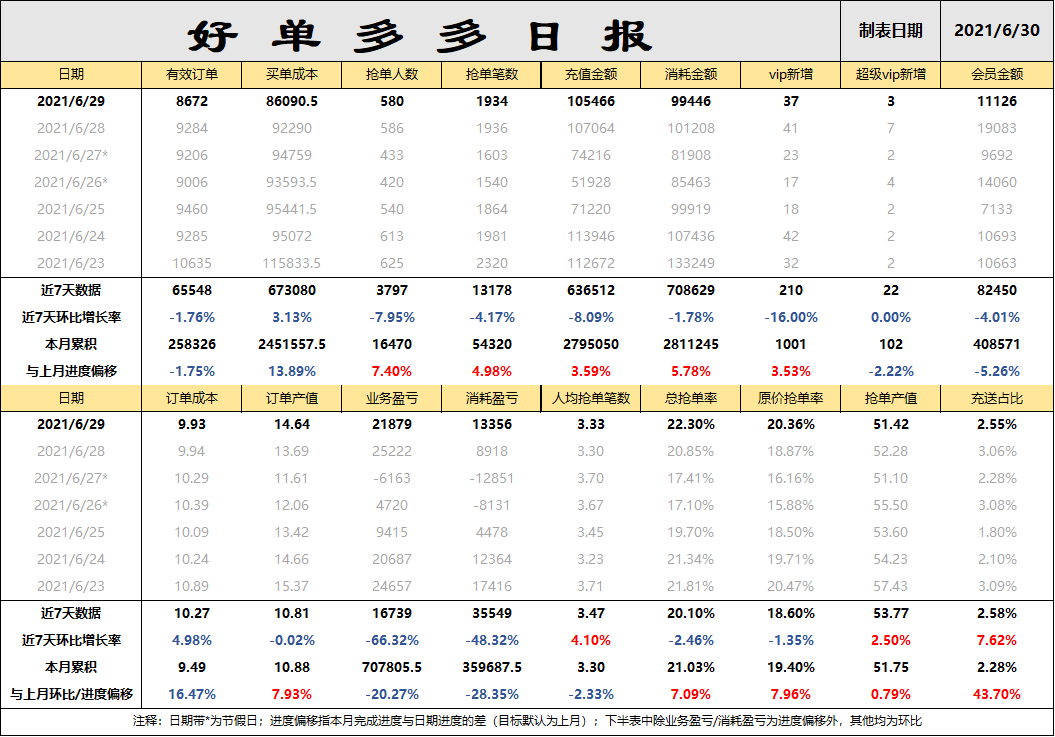 好单多多日报 制表日期 2021/6/30
日期 有效订单 买单成本 抢单人数 抢单笔数 充值金额 消耗金额 vip新增 超级vip新增 会员金额
2021/6/29 8672 86090.5 580 1934 105466 99446 37 3 11126
2021/6/28 9284 92290 586 1936 107064 101208 41 7 19083
2021/6/27* 9206 94759 433 1603 74216 81908 23 2 9692
2021/6/26* 9006 93593.5 420 1540 51928 85463 17 4 14060
2021/6/25 9460 95441.5 540 1864 71220 99919 18 2 7133
2021/6/24 9285 95072 613 1981 113946 107436 42 2 10693
2021/6/23 10635 115833.5 625 2320 112672 133249 32 2 10663
近7天数据 65548 673080 3797 13178 636512 708629 210 22 82450
近7天环比增长率 -1.76% 3.13% -7.95% -4.17% -8.09% -1.78% -16.00% 0.00% -4.01%
本月累积 258326 2451557.5 16470 54320 2795050 2811245 1001 102 408571
与上月进度偏移 -1.75% 13.89% 7.40% 4.98% 3.59% 5.78% 3.53% -2.22% -5.26%
日期 订单成本 订单产值 业务盈亏 消耗盈亏 人均抢单笔数 总抢单率 原价抢单率 抢单产值 充送占比
2021/6/29 9.93 14.64 21879 13356 3.33 22.30% 20.36% 51.42 2.55%
2021/6/28 9.94 13.69 25222 8918 3.30 20.85% 18.87% 52.28 3.06%
2021/6/27* 10.29 11.61 -6163 -12851 3.70 17.41% 16.16% 51.10 2.28%
2021/6/26* 10.39 12.06 4720 -8131 3.67 17.10% 15.88% 55.50 3.08%
2021/6/25 10.09 13.42 9415 4478 3.45 19.70% 18.50% 53.60 1.80%
2021/6/24 10.24 14.66 20687 12364 3.23 21.34% 19.71% 54.23 2.10%
2021/6/23 10.89 15.37 24657 17416 3.71 21.81% 20.47% 57.43 3.09%
近7天数据 10.27 10.81 16739 35549 3.47 20.10% 18.60% 53.77 2.58%
近7天环比增长率 4.98% -0.02% -66.32% -48.32% 4.10% -2.46% -1.35% 2.50% 7.62%
本月累积 9.49 10.88 707805.5 359687.5 3.30 21.03% 19.40% 51.75 2.28%
与上月环比/进度偏移 16.47% 7.93% -20.27% -28.35% -2.33% 7.09% 7.96% 0.79% 43.70%
注释：日期带*为节假日；进度偏移指本月完成进度与日期进度的差（目标默认为上月）；下半表中除业务盈亏/消耗盈亏为进度偏移外，其他均为环比